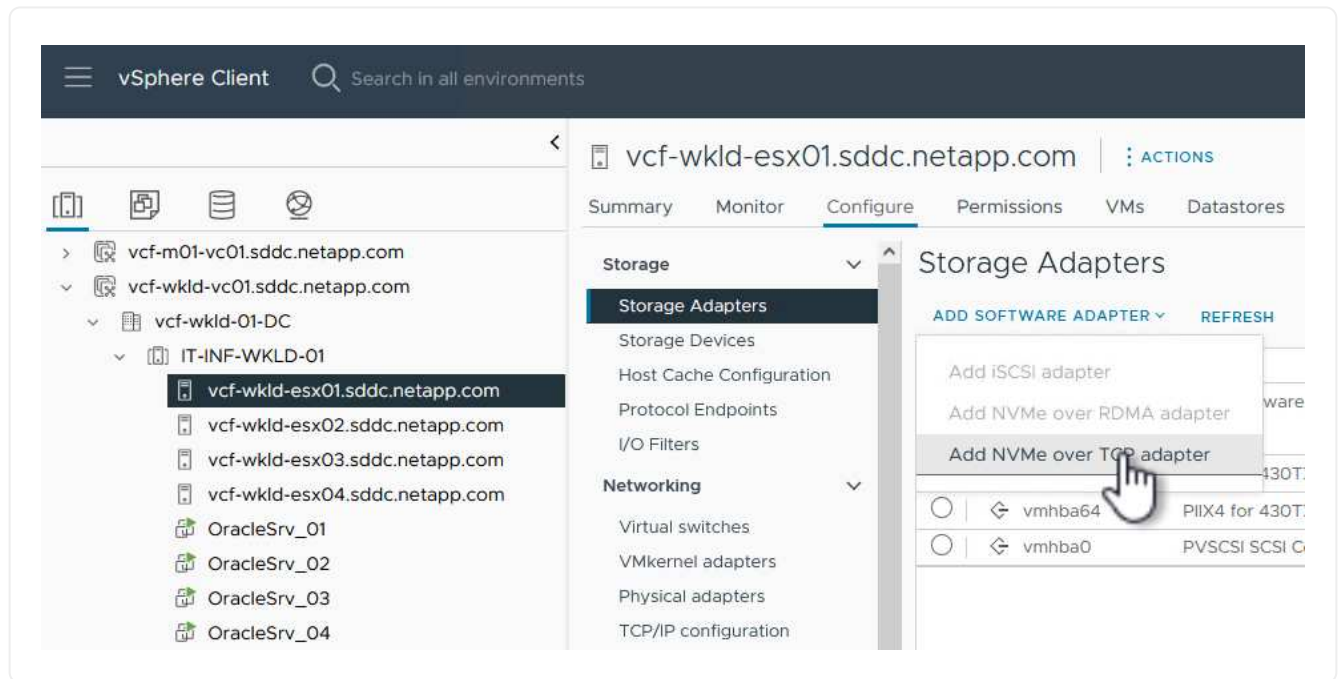 vSphere Client
Search in all environments
vcf-wkld-esx01.sddc.netapp.com
ACTIONS
Summary Monitor Configure Permissions VMs Datastores
vcf-m01-vc01.sddc.netapp.com
vcf-wkld-vc01.sddc.netapp.com
vcf-wkld-01-DC
IT-INF-WKLD-01
vcf-wkld-esx01.sddc.netapp.com
vcf-wkld-esx02.sddc.netapp.com
vcf-wkld-esx03.sddc.netapp.com
vcf-wkld-esx04.sddc.netapp.com
OracleSrv_01
OracleSrv_02
OracleSrv_03
OracleSrv_04
Storage
Storage Adapters
Storage Devices
Host Cache Configuration
Protocol Endpoints
I/O Filters
Networking
Virtual switches
VMkernel adapters
Physical adapters
TCP/IP configuration
Storage Adapters
ADD SOFTWARE ADAPTER REFRESH
Add iSCSI adapter
Add NVMe over RDMA adapter
Add NVMe over TCP adapter
vmhba64 PIIX4 for 430T
vmhba0 PVSCSI SCSI